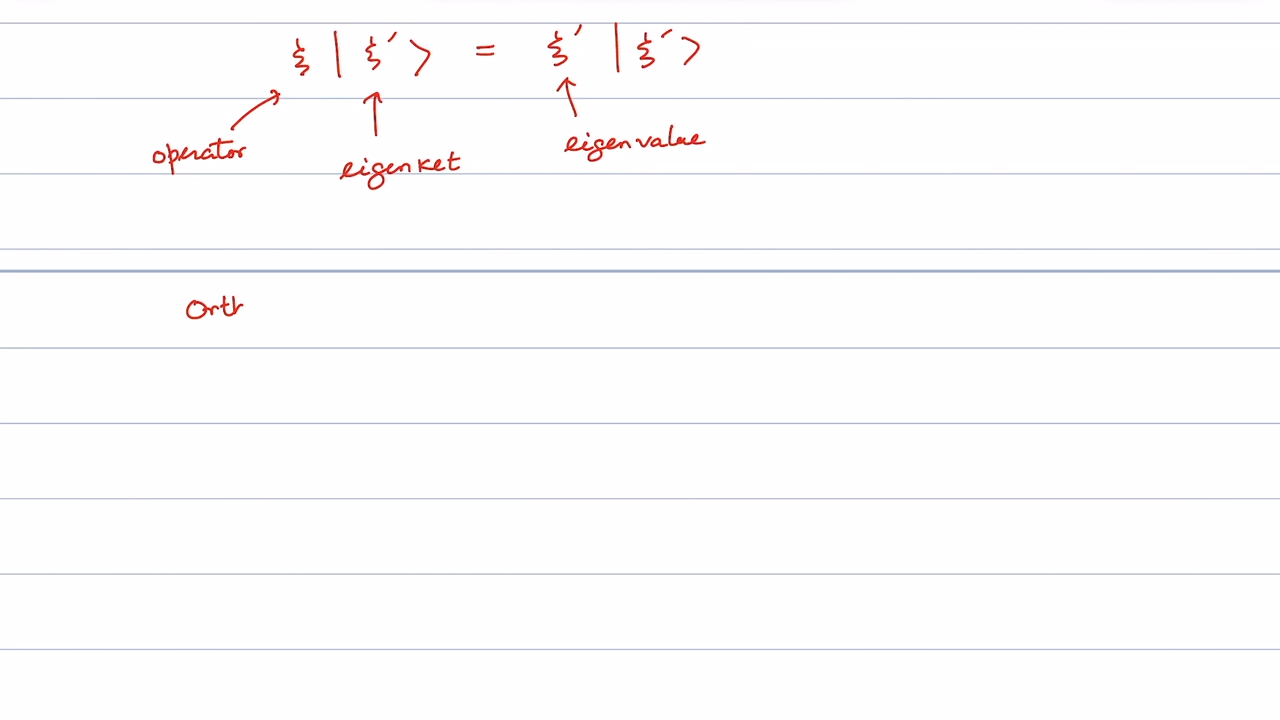 ξ | ξ′ ⟩ = ξ′ | ξ′ ⟩
operator eigenket eigenvalue
Orth